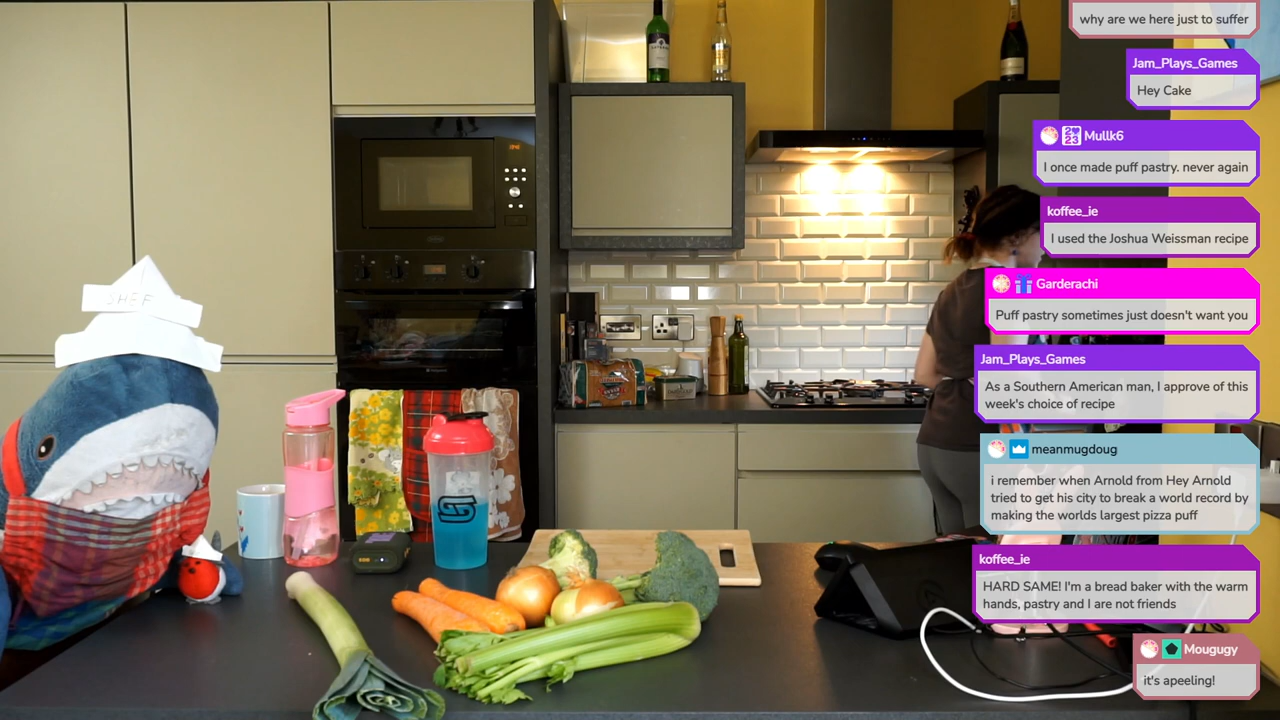 why are we here just to suffer
Jam_Plays_Games
Hey Cake
Mullk6
I once made puff pastry. never again
koffee_ie
I used the Joshua Weissman recipe
Garderachi
Puff pastry sometimes just doesn't want you
Jam_Plays_Games
As a Southern American man, I approve of this
week's choice of recipe
meanmugdoug
i remember when Arnold from Hey Arnold
tried to get his city to break a world record by
making the worlds largest pizza puff
koffee_ie
HARD SAME! I'm a bread baker with the warm
hands, pastry and I are not friends
Mougugy
it's apeeling!
SHEF